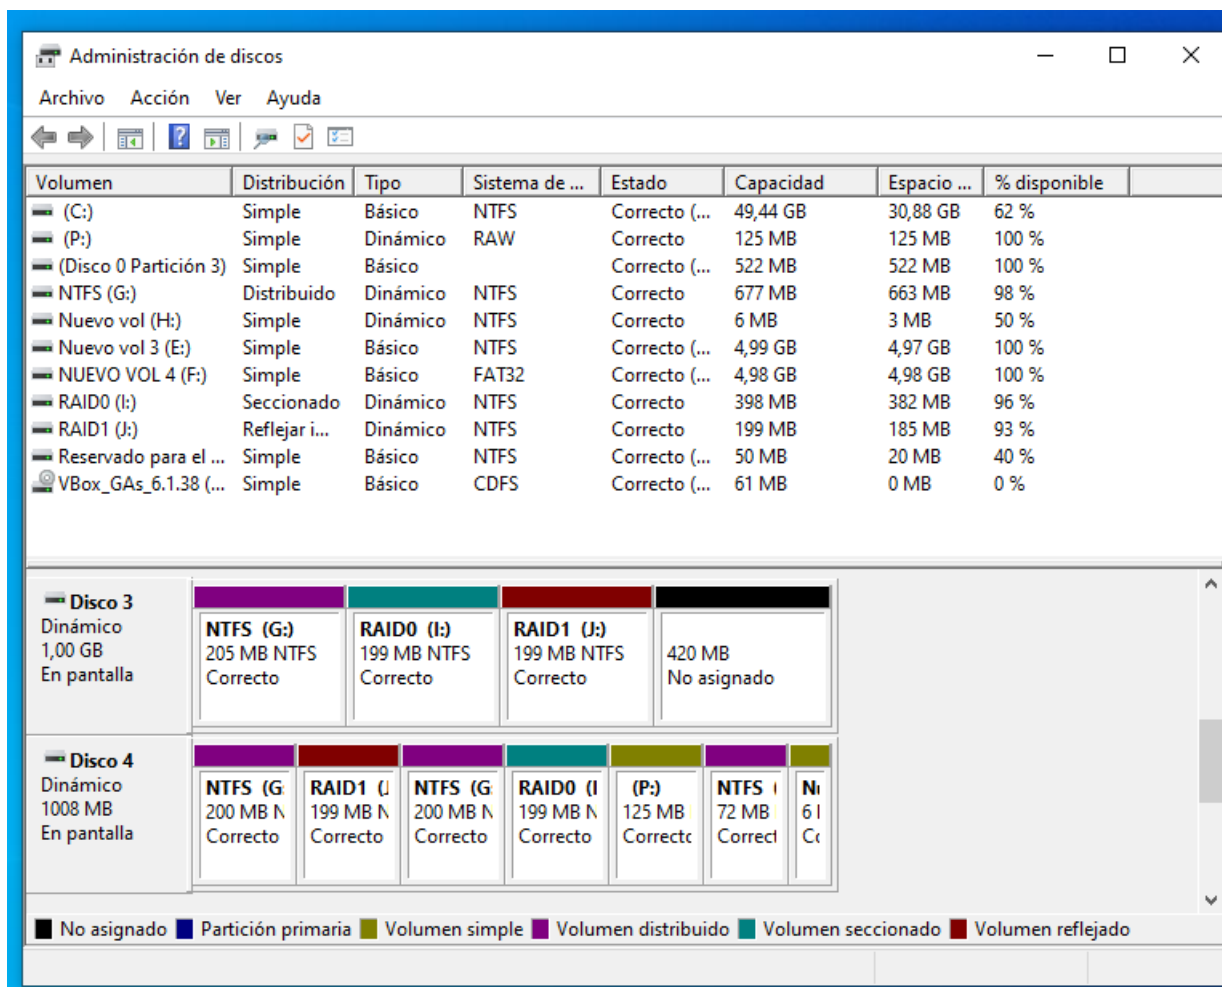 Administración de discos
Archivo Acción Ver Ayuda
Volumen Distribución Tipo Sistema de ... Estado Capacidad Espacio ... % disponible
(C:) Simple Básico NTFS Correcto (... 49,44 GB 30,88 GB 62 %
(P:) Simple Dinámico RAW Correcto 125 MB 125 MB 100 %
(Disco 0 Partición 3) Simple Básico Correcto (... 522 MB 522 MB 100 %
NTFS (G:) Distribuido Dinámico NTFS Correcto 677 MB 663 MB 98 %
Nuevo vol (H:) Simple Dinámico NTFS Correcto 6 MB 3 MB 50 %
Nuevo vol 3 (E:) Simple Básico NTFS Correcto (... 4,99 GB 4,97 GB 100 %
NUEVO VOL 4 (F:) Simple Básico FAT32 Correcto (... 4,98 GB 4,98 GB 100 %
RAID0 (I:) Seccionado Dinámico NTFS Correcto 398 MB 382 MB 96 %
RAID1 (J:) Reflejar i... Dinámico NTFS Correcto 199 MB 185 MB 93 %
Reservado para el ... Simple Básico NTFS Correcto (... 50 MB 20 MB 40 %
VBox_GAs_6.1.38 (... Simple Básico CDFS Correcto (... 61 MB 0 MB 0 %
Disco 3
Dinámico
1,00 GB
En pantalla
NTFS (G:)
205 MB NTFS
Correcto
RAID0 (I:)
199 MB NTFS
Correcto
RAID1 (J:)
199 MB NTFS
Correcto
420 MB
No asignado
Disco 4
Dinámico
1008 MB
En pantalla
NTFS (G
200 MB N
Correcto
RAID1 (J
199 MB N
Correcto
NTFS (G
200 MB N
Correcto
RAID0 (I
199 MB N
Correcto
(P:)
125 MB
Correcto
NTFS (
72 MB
Correct
6
No asignado Partición primaria Volumen simple Volumen distribuido Volumen seccionado Volumen reflejado